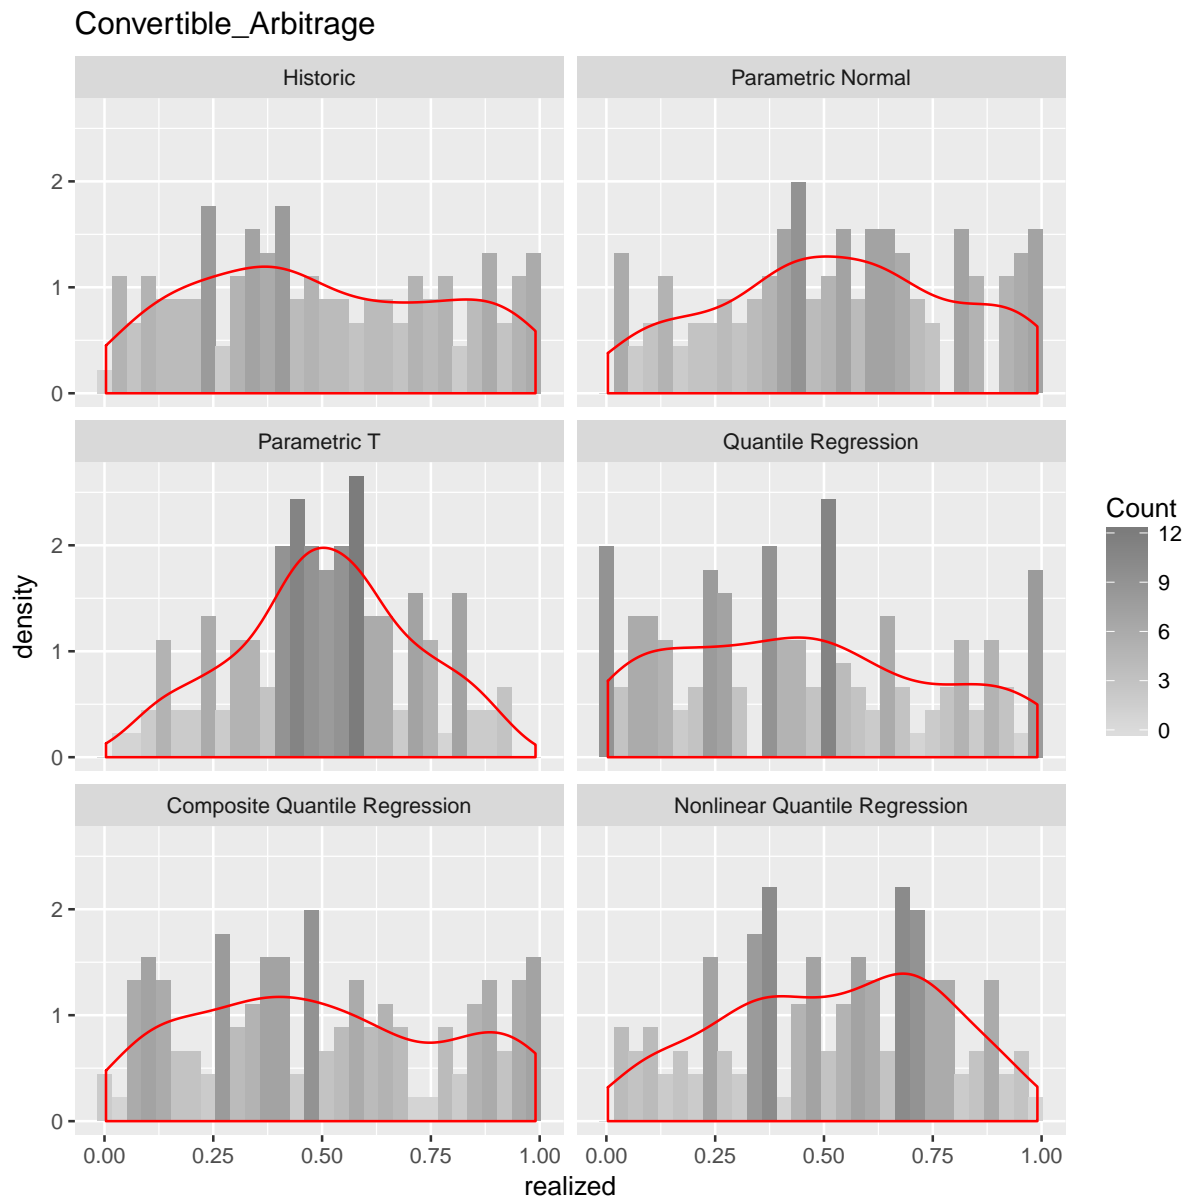 Convertible_Arbitrage
Historic
Parametric Normal
2
1
0
Parametric T
Quantile Regression
2
1
0
Composite Quantile Regression
Nonlinear Quantile Regression
2
1
0
0.00 0.25 0.50 0.75 1.00
0.00 0.25 0.50 0.75 1.00
realized
density
Count
12
9
6
3
0